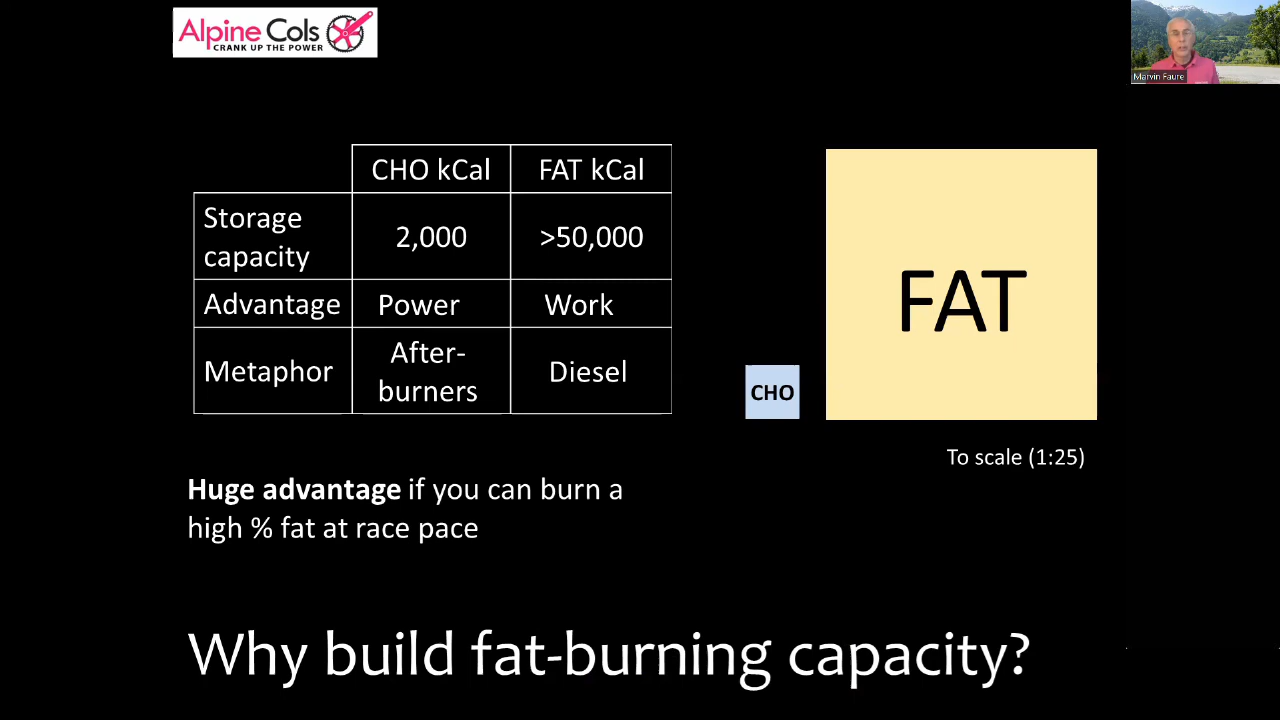 Alpine Cols
CRANK UP THE POWER
Marvin Faure
CHO kCal FAT kCal
Storage
capacity
2,000 >50,000
Advantage Power Work
Metaphor
After-
burners
Diesel
CHO
FAT
To scale (1:25)
Huge advantage if you can burn a
high % fat at race pace
Why build fat-burning capacity?